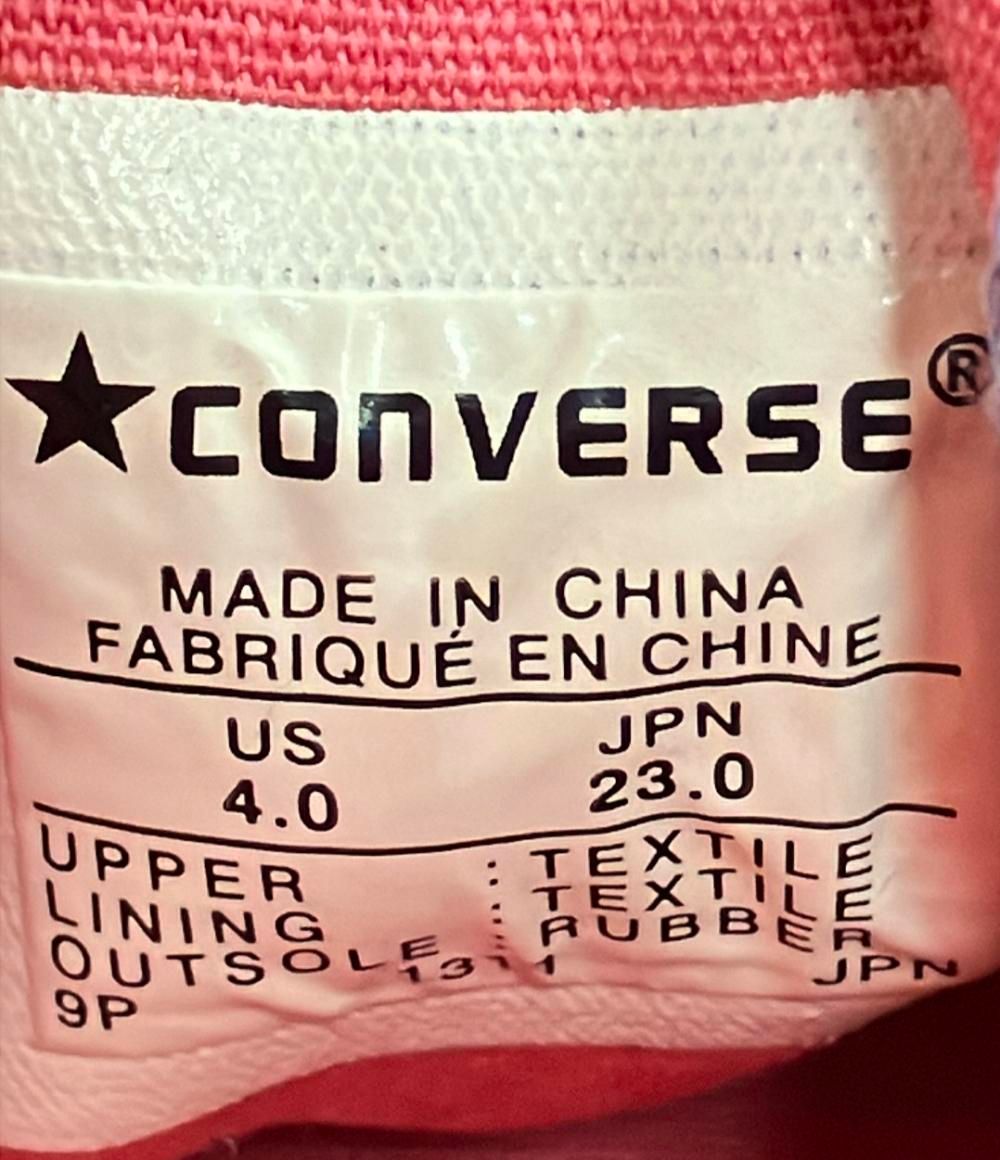 ★CONVERSE®
MADE IN CHINA
FABRIQUÉ EN CHINE
US JPN
4.0 23.0
UPPER : TEXTILE
LINING : TEXTILE
OUTSOLE : RUBBER
9P 1311 JPN